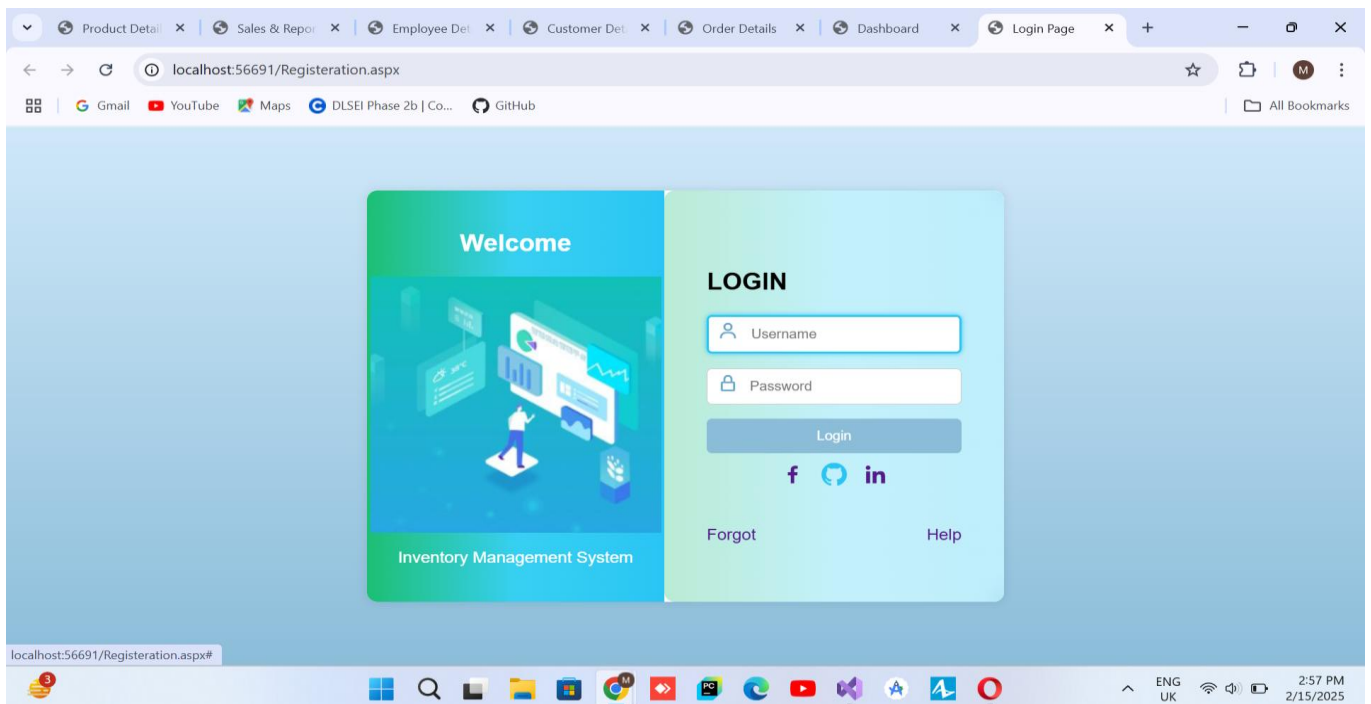 Product Detail
Sales & Repor
Employee Det
Customer Det
Order Details
Dashboard
Login Page
localhost:56691/Registeration.aspx
M
Gmail
YouTube
Maps
DLSEI Phase 2b | Co...
GitHub
All Bookmarks
Welcome
LOGIN
Username
Password
Login
f
in
Forgot
Help
Inventory Management System
localhost:56691/Registeration.aspx#
3
M
PC
ENG
UK
2:57 PM
2/15/2025